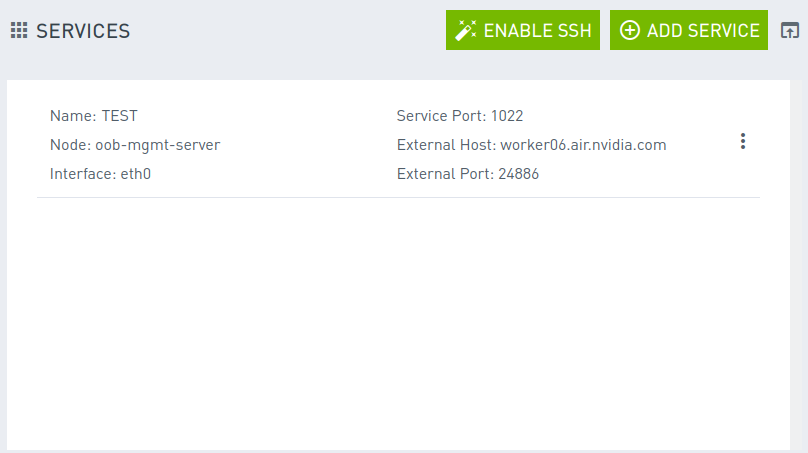 SERVICES
ENABLE SSH
ADD SERVICE
Name: TEST
Service Port: 1022
Node: oob-mgmt-server
External Host: worker06.air.nvidia.com
Interface: eth0
External Port: 24886